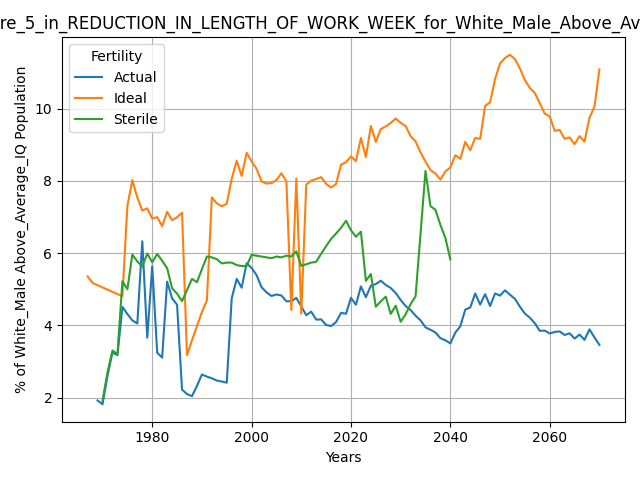 re_5_in_REDUCTION_IN_LENGTH_OF_WORK_WEEK_for_White_Male_Above_Av
Fertility
Actual
Ideal
Sterile
% of White_Male Above_Average_IQ Population
10
8
6
4
2
1980
2000
2020
2040
2060
Years